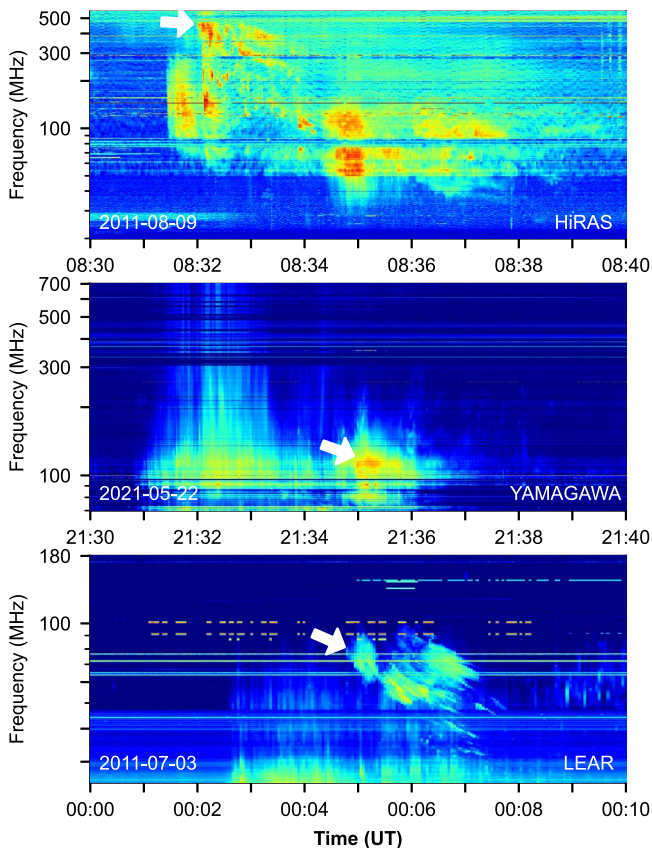 Frequency (MHz)
500
300
100
2011-08-09
HiRAS
08:30 08:32 08:34 08:36 08:38 08:40
Frequency (MHz)
700
500
300
100
2021-05-22
YAMAGAWA
21:30 21:32 21:34 21:36 21:38 21:40
Frequency (MHz)
180
100
2011-07-03
LEAR
00:00 00:02 00:04 00:06 00:08 00:10
Time (UT)